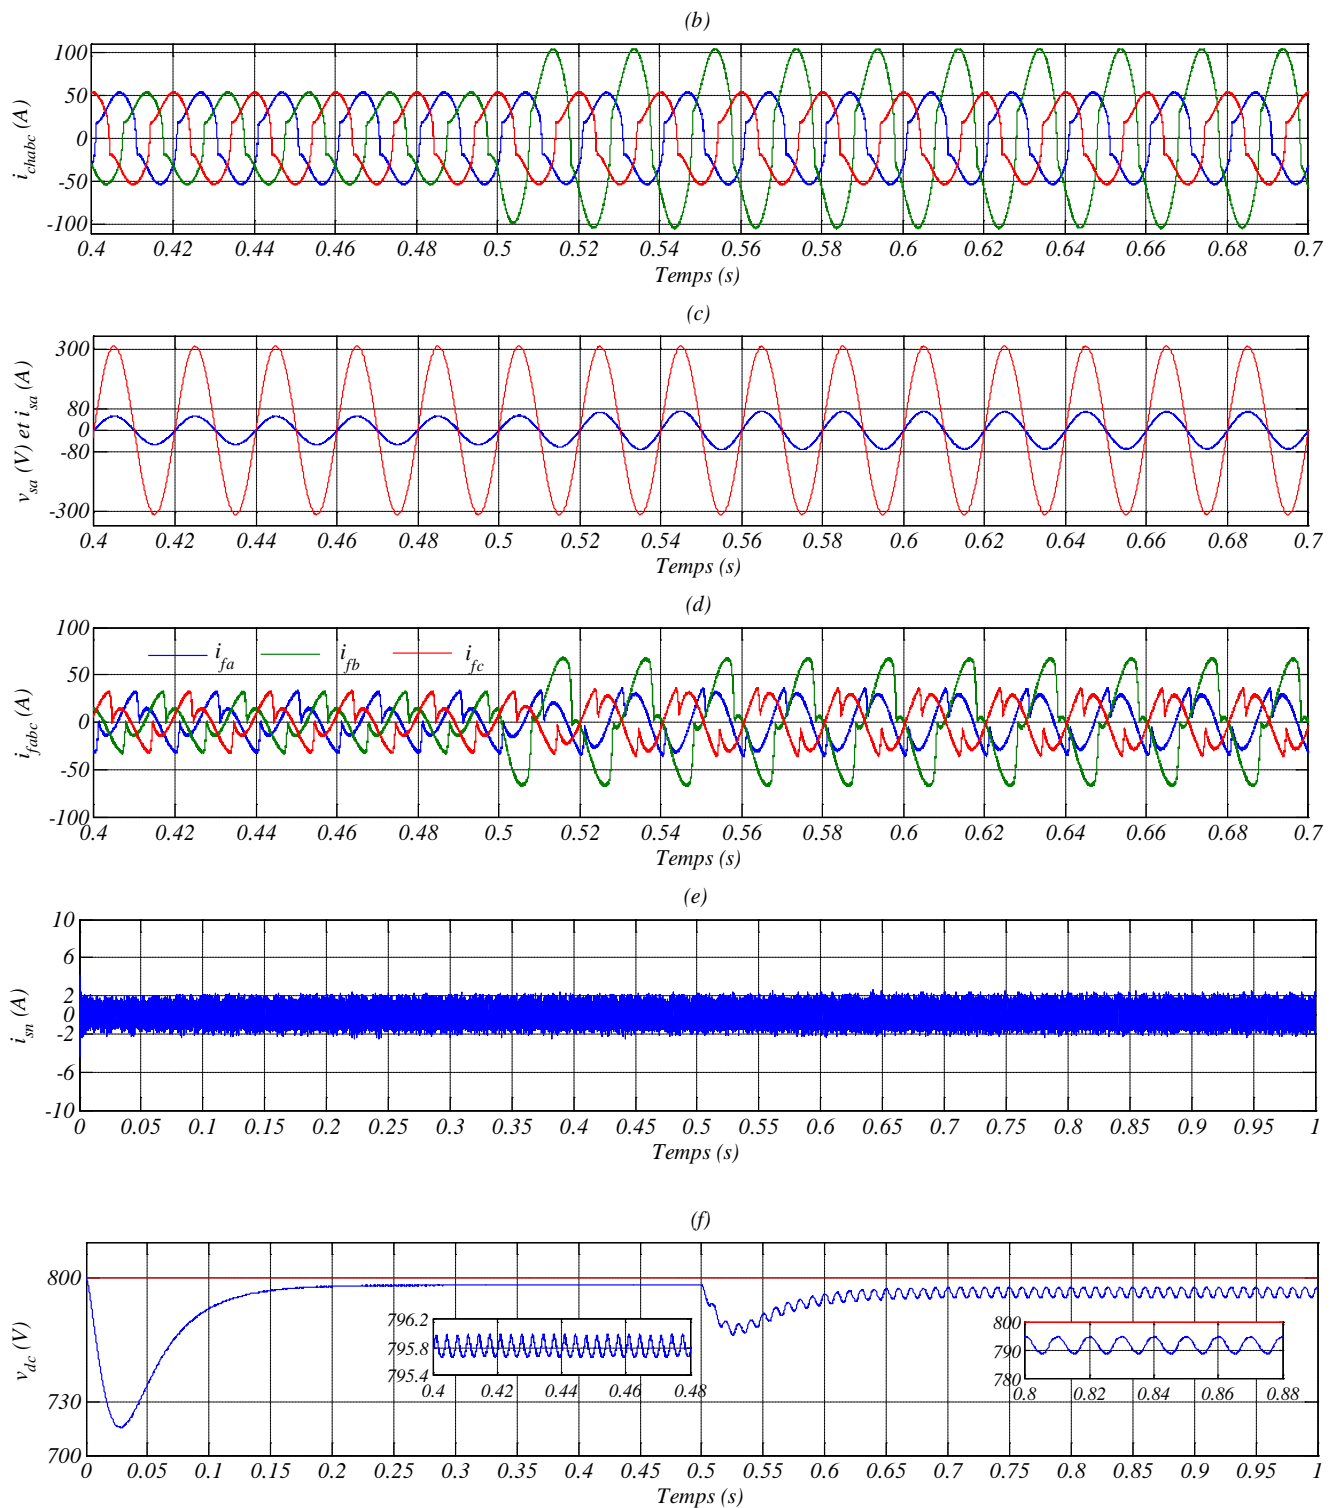 (b)
i_chabc (A)
100
50
0
-50
-100
0.4 0.42 0.44 0.46 0.48 0.5 0.52 0.54 0.56 0.58 0.6 0.62 0.64 0.66 0.68 0.7
Temps (s)
(c)
v_sa (V) et i_sa (A)
300
80
0
-80
-300
0.4 0.42 0.44 0.46 0.48 0.5 0.52 0.54 0.56 0.58 0.6 0.62 0.64 0.66 0.68 0.7
Temps (s)
(d)
i_fabc (A)
100
50
0
-50
-100
i_fa i_fb i_fc
0.4 0.42 0.44 0.46 0.48 0.5 0.52 0.54 0.56 0.58 0.6 0.62 0.64 0.66 0.68 0.7
Temps (s)
(e)
i_sn (A)
10
6
2
0
-2
-6
-10
0 0.05 0.1 0.15 0.2 0.25 0.3 0.35 0.4 0.45 0.5 0.55 0.6 0.65 0.7 0.75 0.8 0.85 0.9 0.95 1
Temps (s)
(f)
v_dc (V)
800
730
700
796.2
795.8
795.4
0.4 0.42 0.44 0.46 0.48
800
790
780
0.8 0.82 0.84 0.86 0.88
0 0.05 0.1 0.15 0.2 0.25 0.3 0.35 0.4 0.45 0.5 0.55 0.6 0.65 0.7 0.75 0.8 0.85 0.9 0.95 1
Temps (s)